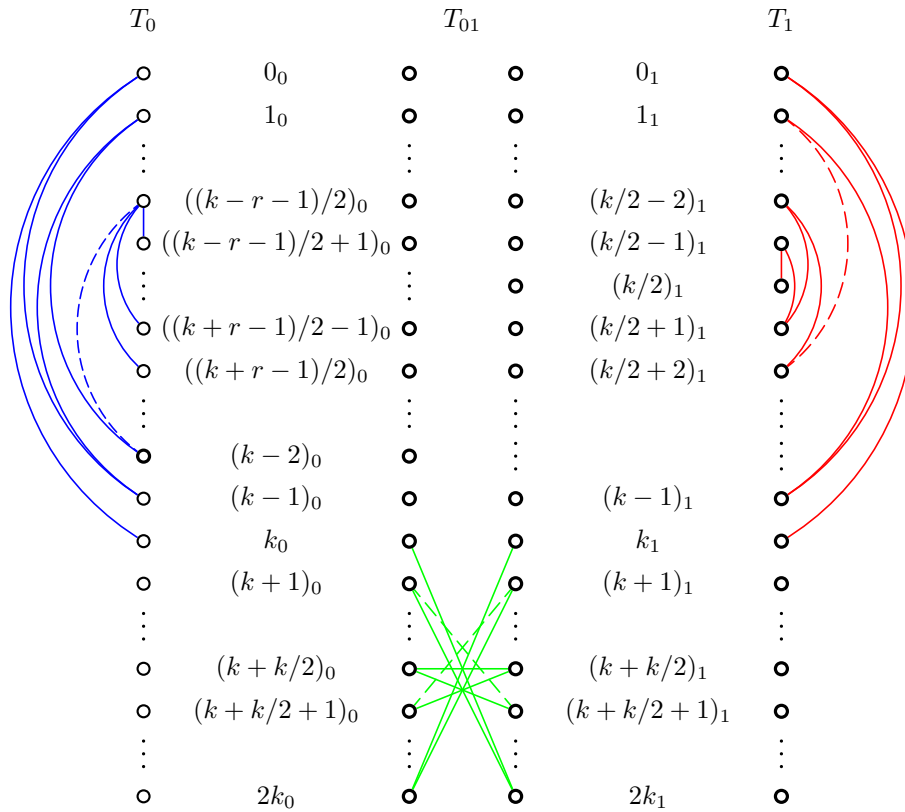 T_0 T_{01} T_1
0_0 0_1
1_0 1_1
((k − r − 1)/2)_0 (k/2 − 2)_1
((k − r − 1)/2 + 1)_0 (k/2 − 1)_1
(k/2)_1
((k + r − 1)/2 − 1)_0 (k/2 + 1)_1
((k + r − 1)/2)_0 (k/2 + 2)_1
(k − 2)_0
(k − 1)_0 (k − 1)_1
k_0 k_1
(k + 1)_0 (k + 1)_1
(k + k/2)_0 (k + k/2)_1
(k + k/2 + 1)_0 (k + k/2 + 1)_1
2k_0 2k_1